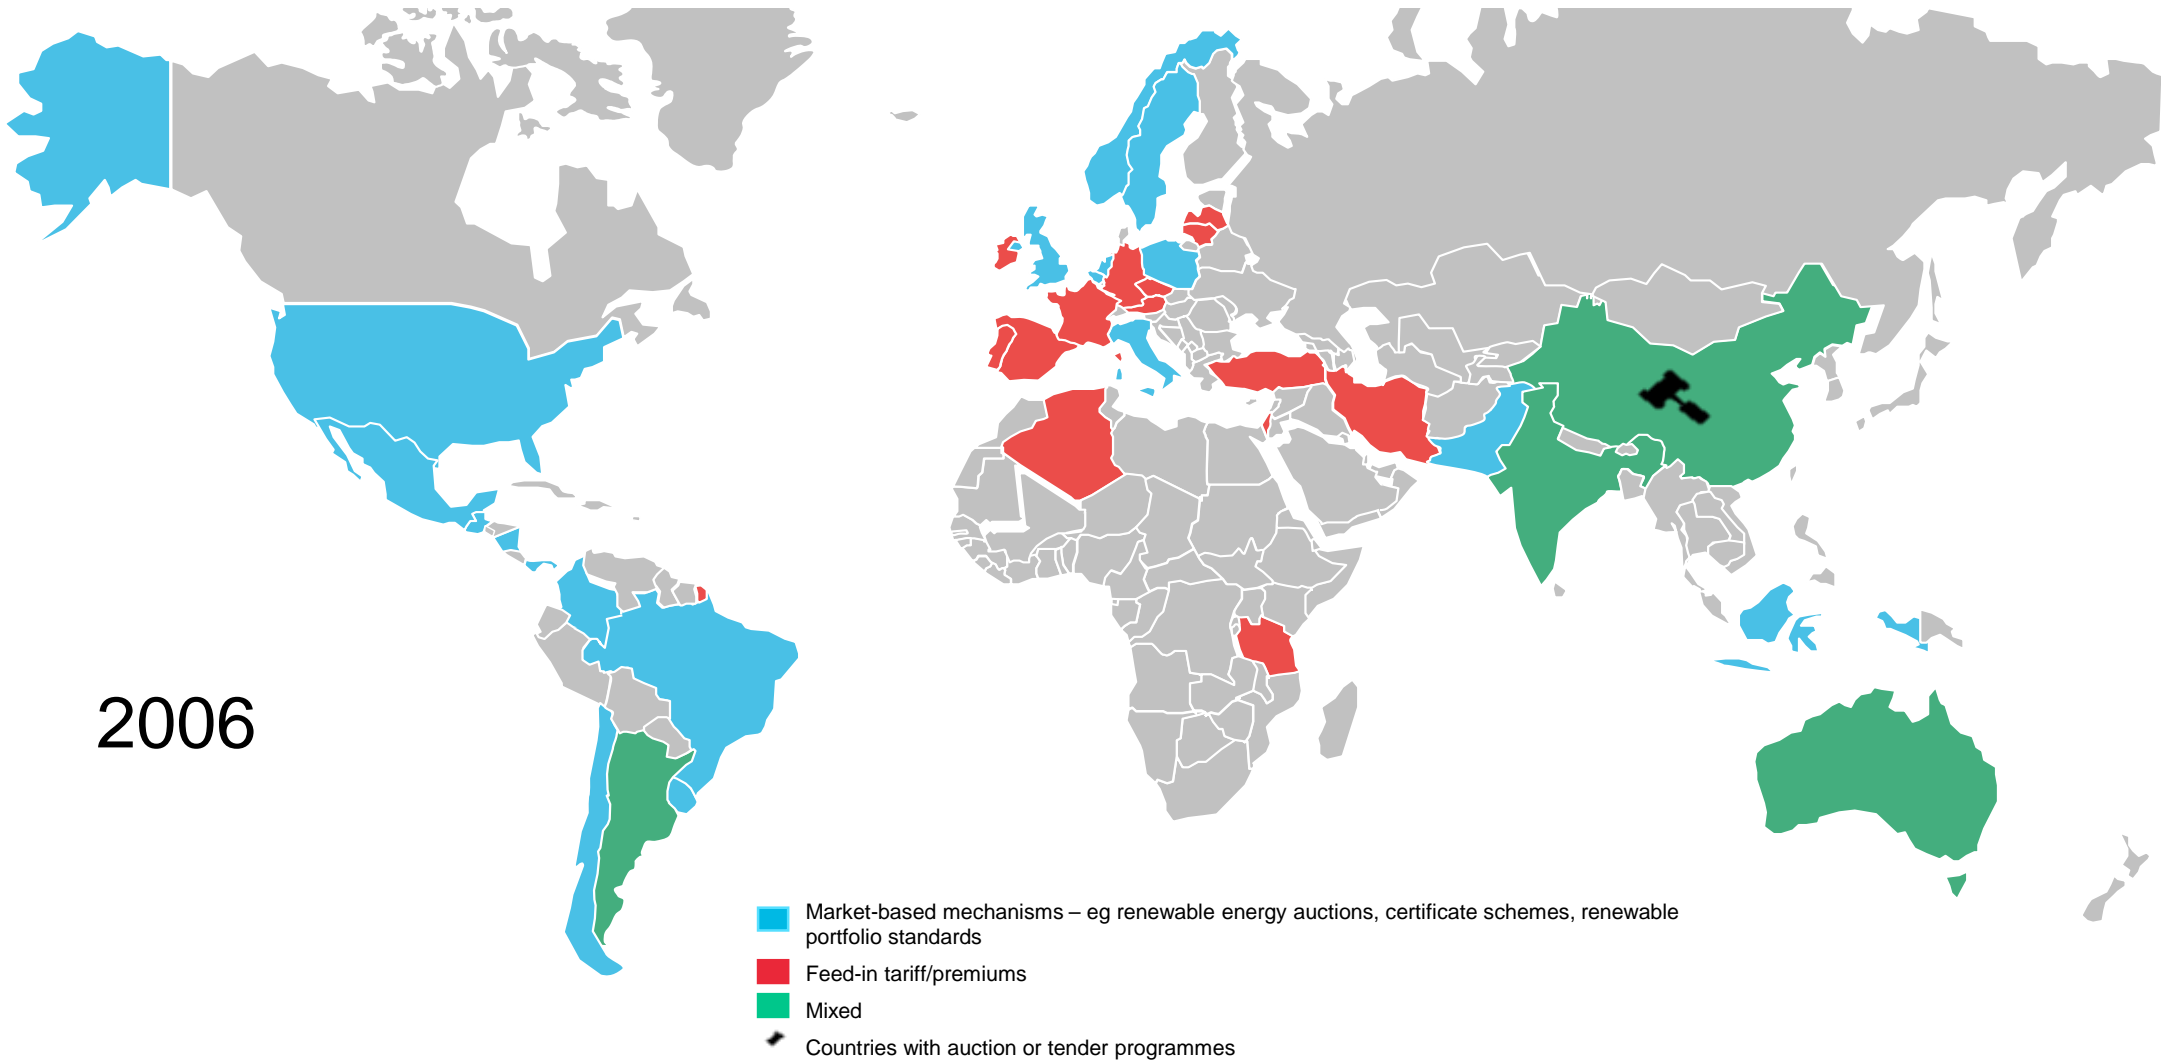 2006
Market-based mechanisms – eg renewable energy auctions, certificate schemes, renewable
portfolio standards
Feed-in tariff/premiums
Mixed
Countries with auction or tender programmes